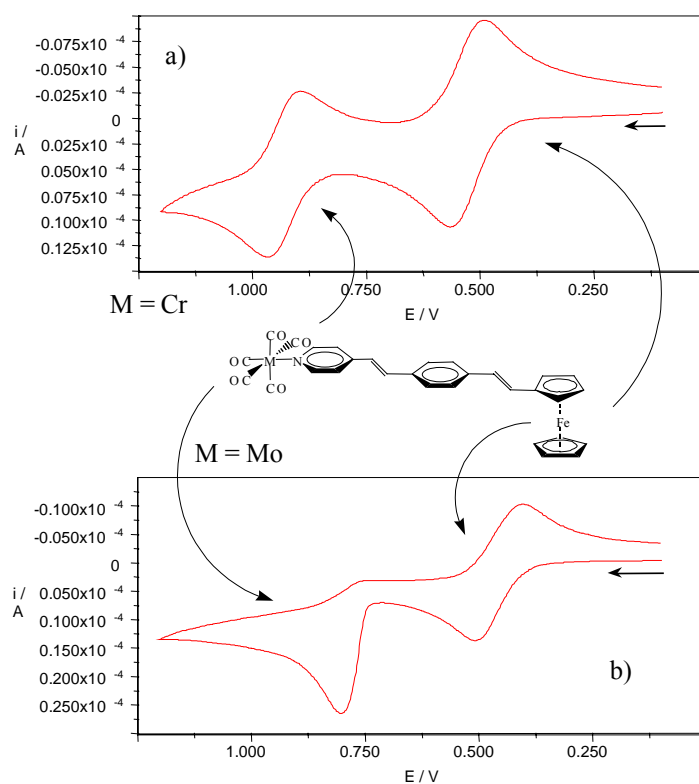 a)
-0.075x10 -4
-0.050x10 -4
-0.025x10 -4
0
i /
A
0.025x10 -4
0.050x10 -4
0.075x10 -4
0.100x10 -4
0.125x10 -4
1.000 0.750 0.500 0.250
E / V
M = Cr
CO
OC CO
OC M N
OC CO
Fe
M = Mo
-0.100x10 -4
-0.050x10 -4
0
i /
A
0.050x10 -4
0.100x10 -4
0.150x10 -4
0.200x10 -4
0.250x10 -4
b)
1.000 0.750 0.500 0.250
E / V